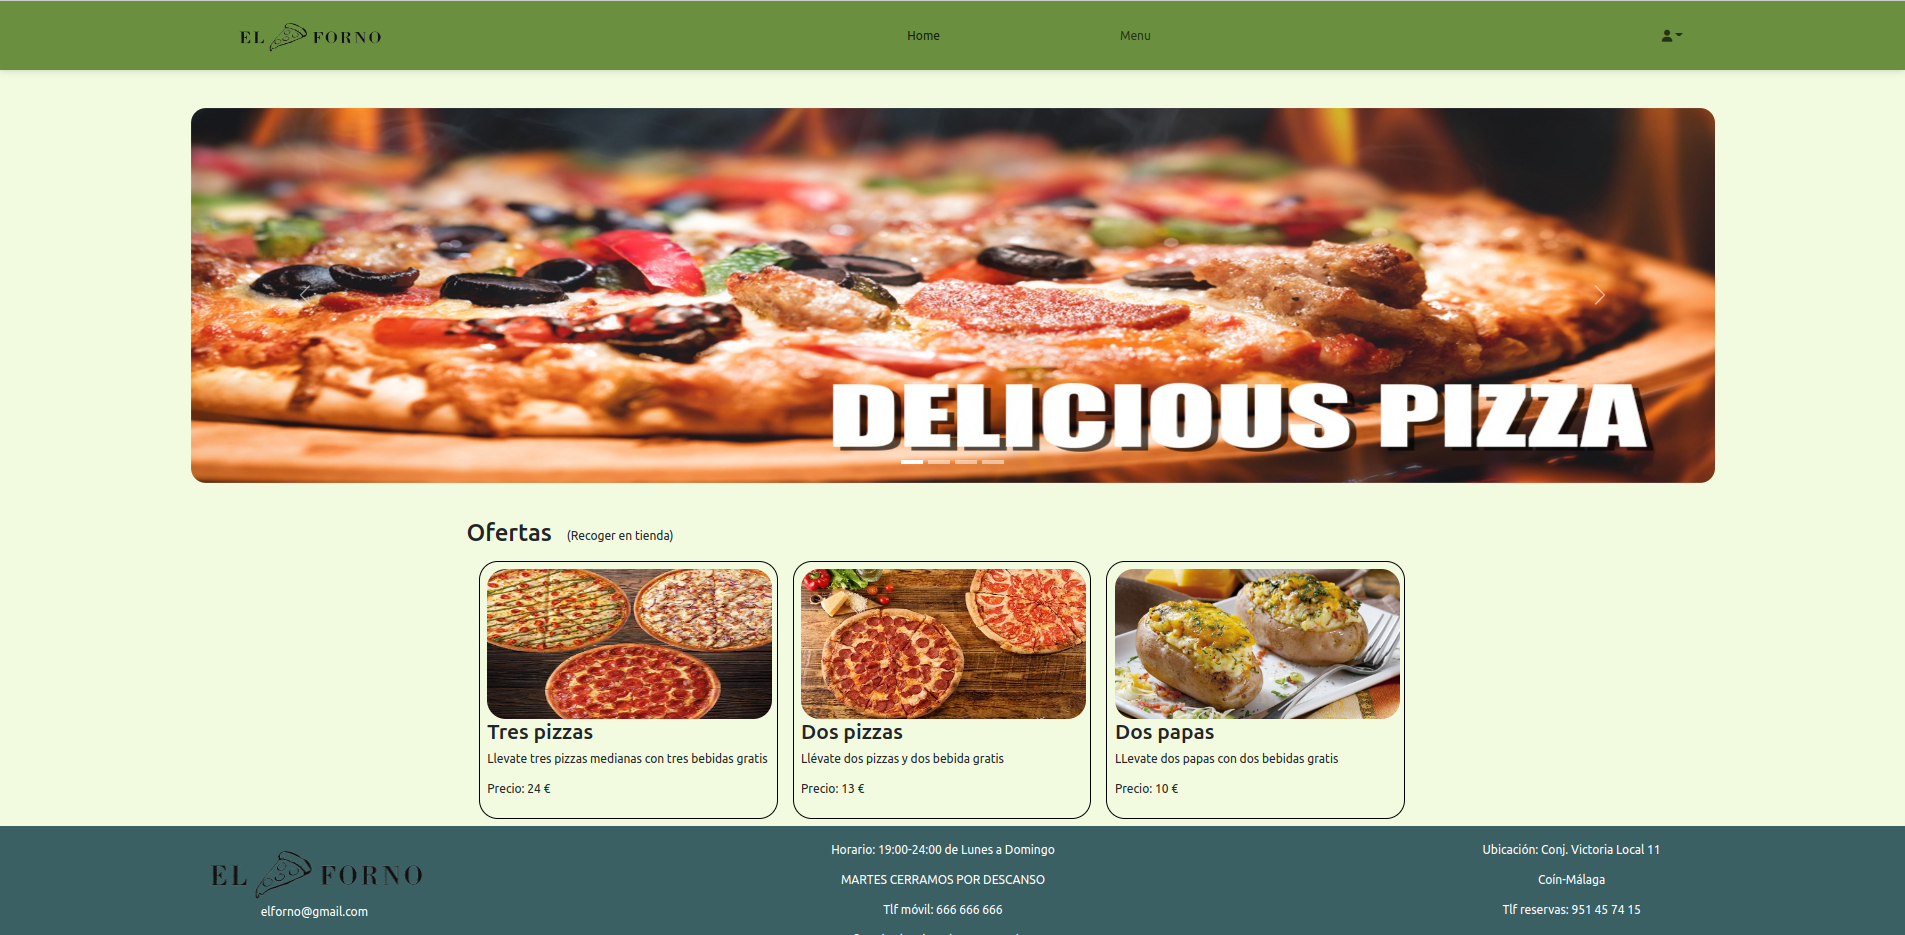 EL FORNO
Home
Menu
DELICIOUS PIZZA
Ofertas (Recoger en tienda)
Tres pizzas
Llevate tres pizzas medianas con tres bebidas gratis
Precio: 24 €
Dos pizzas
Llévate dos pizzas y dos bebida gratis
Precio: 13 €
Dos papas
LLevate dos papas con dos bebidas gratis
Precio: 10 €
EL FORNO
elforno@gmail.com
Horario: 19:00-24:00 de Lunes a Domingo
MARTES CERRAMOS POR DESCANSO
Tlf móvil: 666 666 666
Ubicación: Conj. Victoria Local 11
Coín-Málaga
Tlf reservas: 951 45 74 15